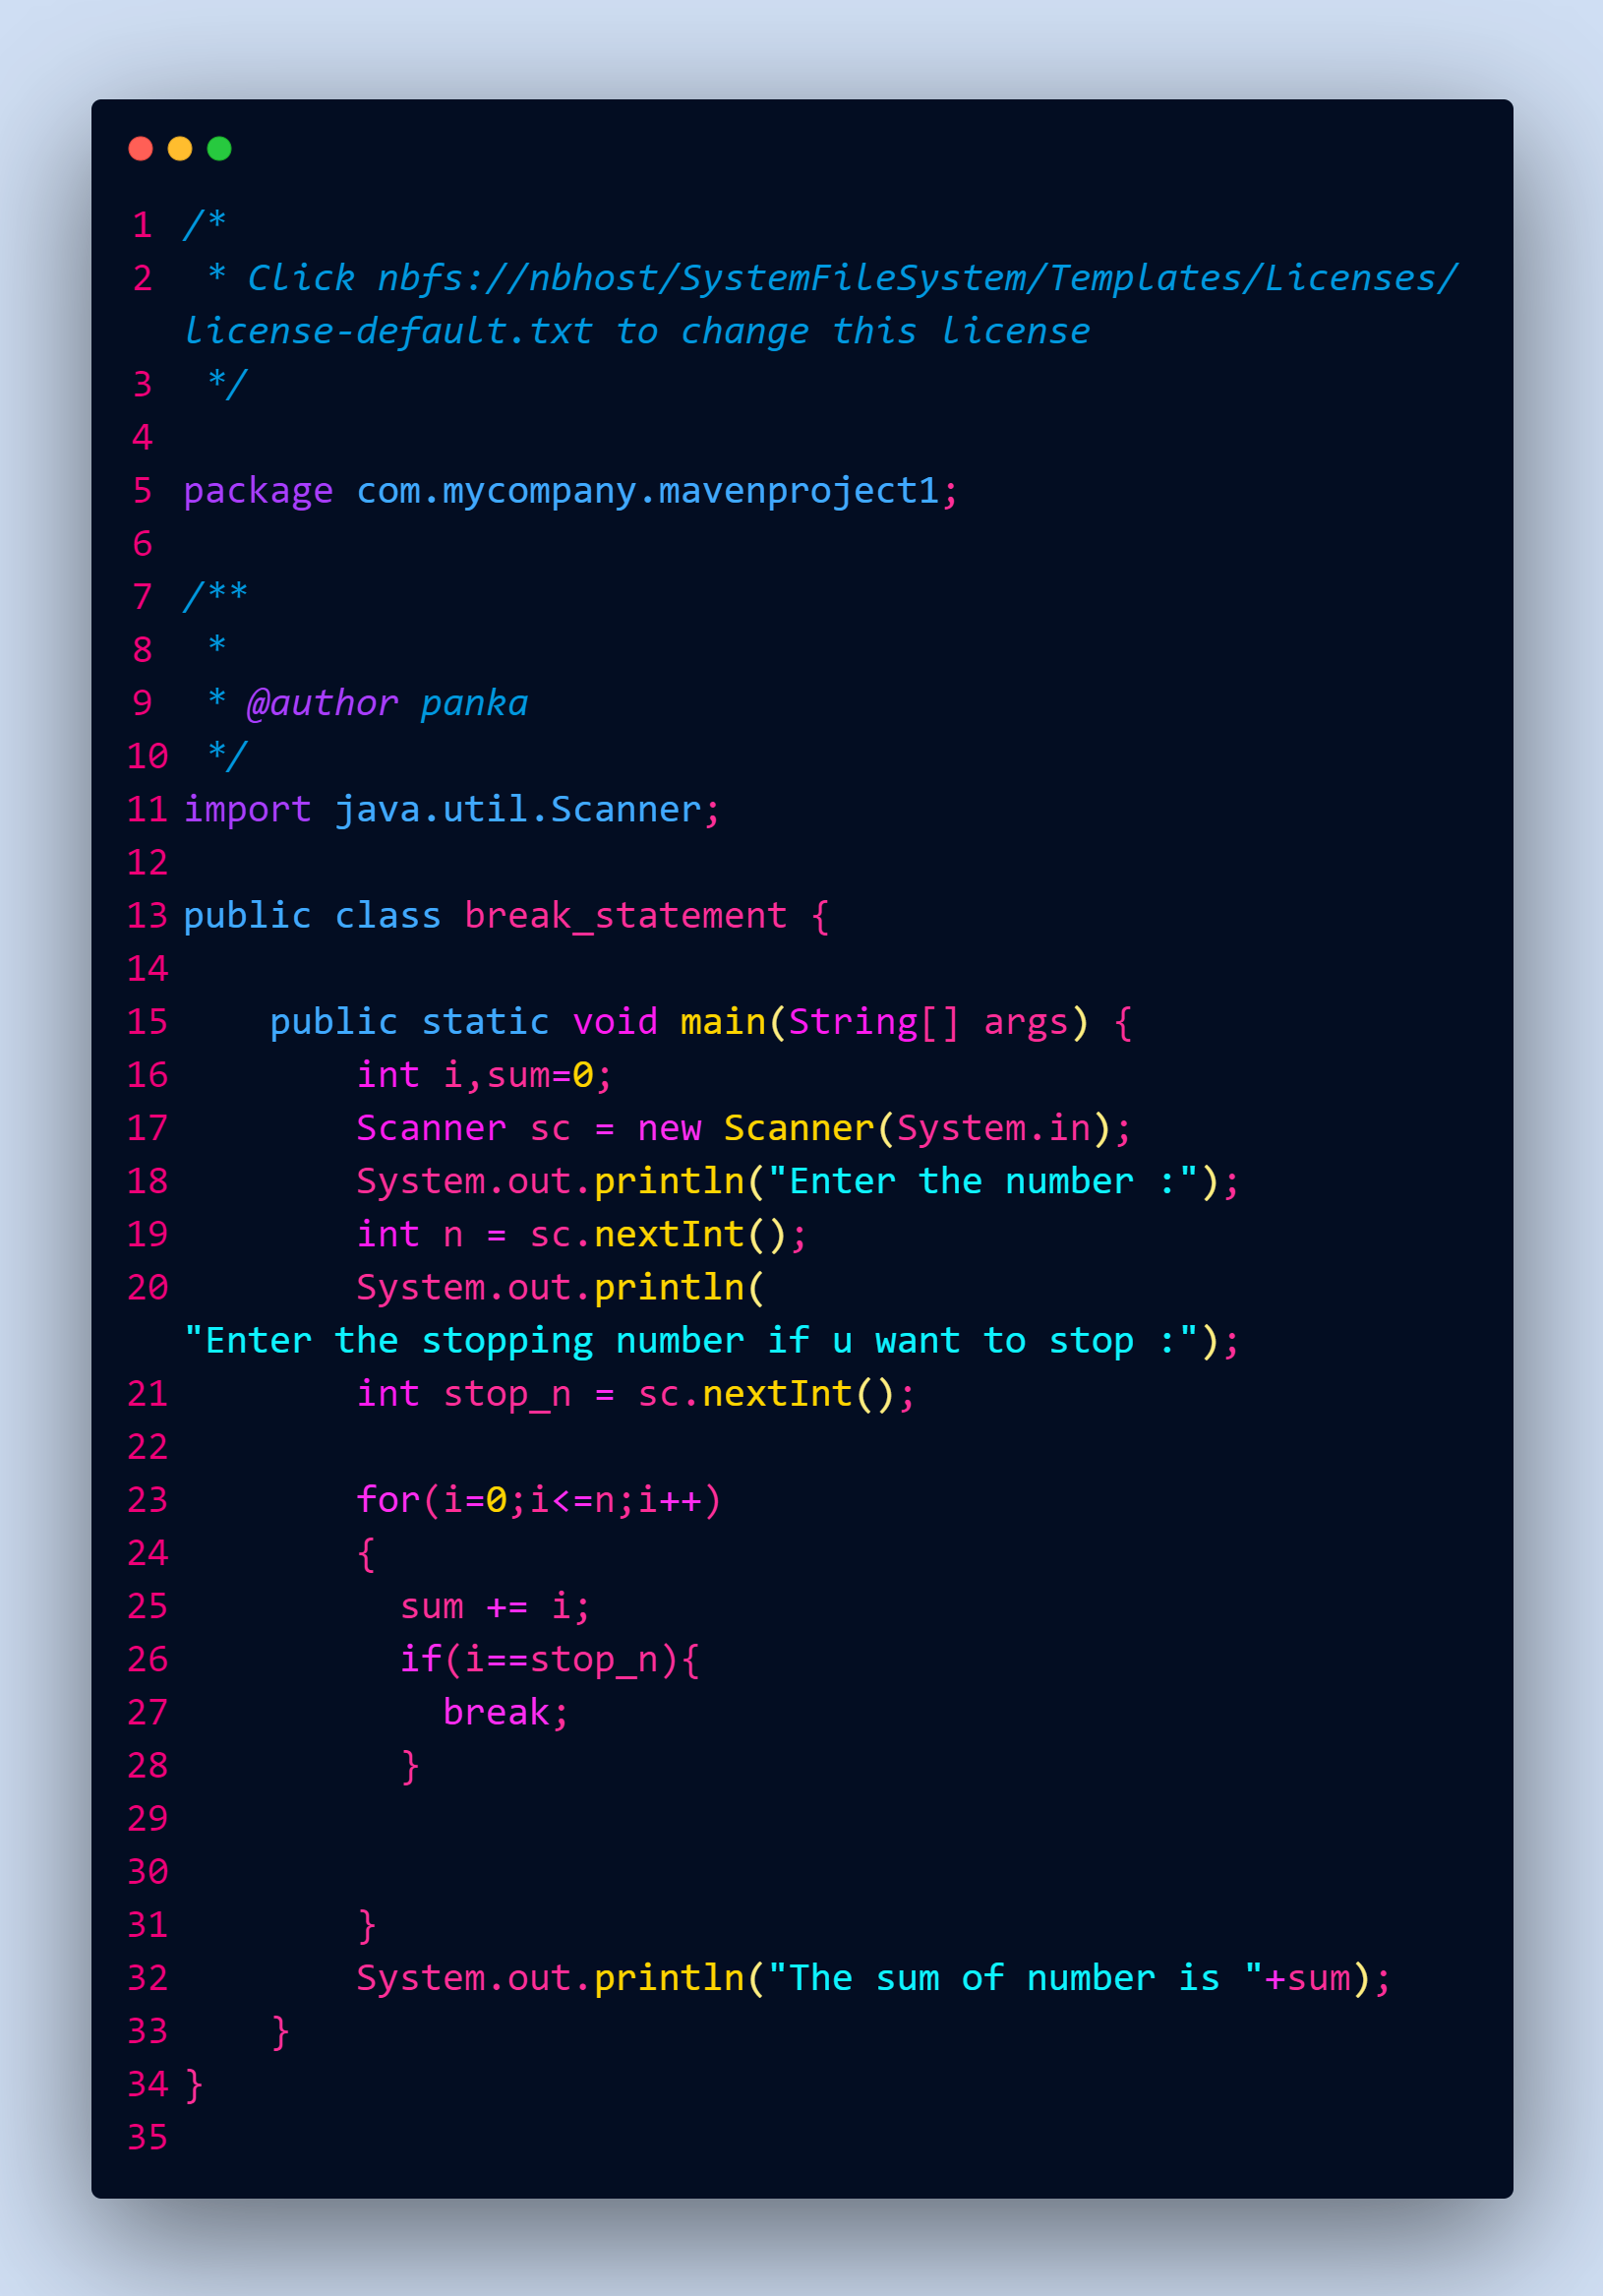 1 /*
2  * Click nbfs://nbhost/SystemFileSystem/Templates/Licenses/
license-default.txt to change this license
3  */
4
5 package com.mycompany.mavenproject1;
6
7 /**
8  *
9  * @author panka
10  */
11 import java.util.Scanner;
12
13 public class break_statement {
14
15     public static void main(String[] args) {
16         int i,sum=0;
17         Scanner sc = new Scanner(System.in);
18         System.out.println("Enter the number :");
19         int n = sc.nextInt();
20         System.out.println(
"Enter the stopping number if u want to stop :");
21         int stop_n = sc.nextInt();
22
23         for(i=0;i<=n;i++)
24         {
25           sum += i;
26           if(i==stop_n){
27             break;
28           }
29
30
31         }
32         System.out.println("The sum of number is "+sum);
33     }
34 }
35